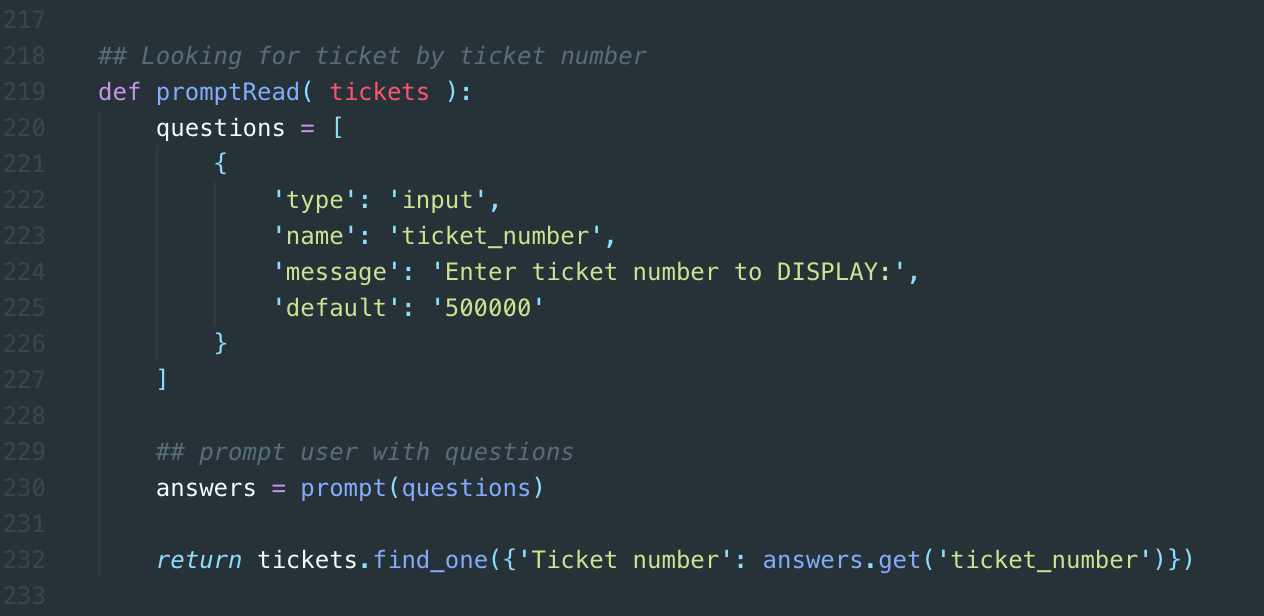 217
218 ## Looking for ticket by ticket number
219 def promptRead( tickets ):
220     questions = [
221         {
222             'type': 'input',
223             'name': 'ticket_number',
224             'message': 'Enter ticket number to DISPLAY:',
225             'default': '500000'
226         }
227     ]
228
229     ## prompt user with questions
230     answers = prompt(questions)
231
232     return tickets.find_one({'Ticket number': answers.get('ticket_number')})
233